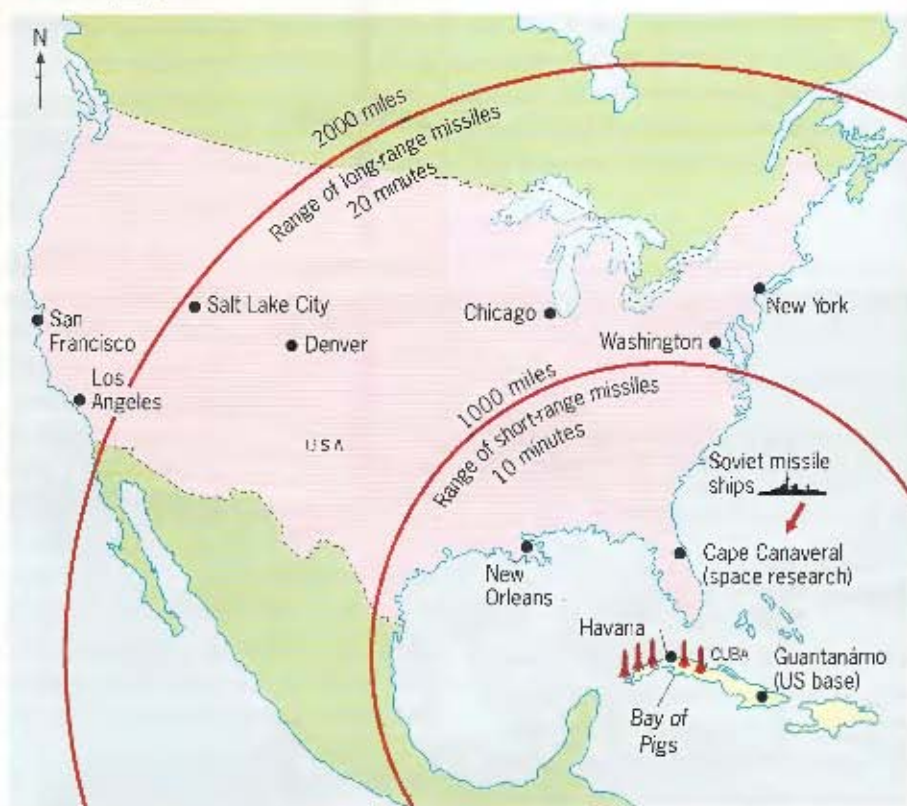 N
2000 miles
Range of long-range missiles
20 minutes
Salt Lake City
San
Francisco
Denver
Chicago
New York
Washington
Los
Angeles
1000 miles
Range of short-range missiles
10 minutes
USA
Soviet missile
ships
New
Orleans
Cape Canaveral
(space research)
Havana
CUBA
Guantanámo
(US base)
Bay of
Pigs